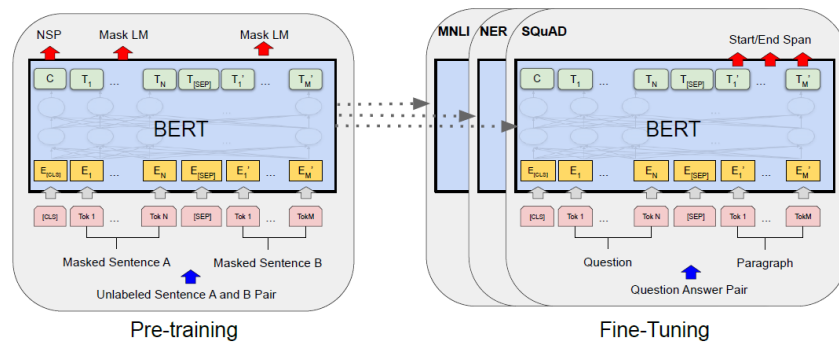 NSP Mask LM Mask LM
C T1 ... TN T[SEP] T1' ... TM'
BERT
E[CLS] E1 ... EN E[SEP] E1' ... EM'
[CLS] Tok 1 ... Tok N [SEP] Tok 1 ... TokM
Masked Sentence A Masked Sentence B
Unlabeled Sentence A and B Pair
Pre-training
MNLI NER SQuAD
Start/End Span
C T1 ... TN T[SEP] T1' ... TM'
BERT
E[CLS] E1 ... EN E[SEP] E1' ... EM'
[CLS] Tok 1 ... Tok N [SEP] Tok 1 ... TokM
Question Paragraph
Question Answer Pair
Fine-Tuning